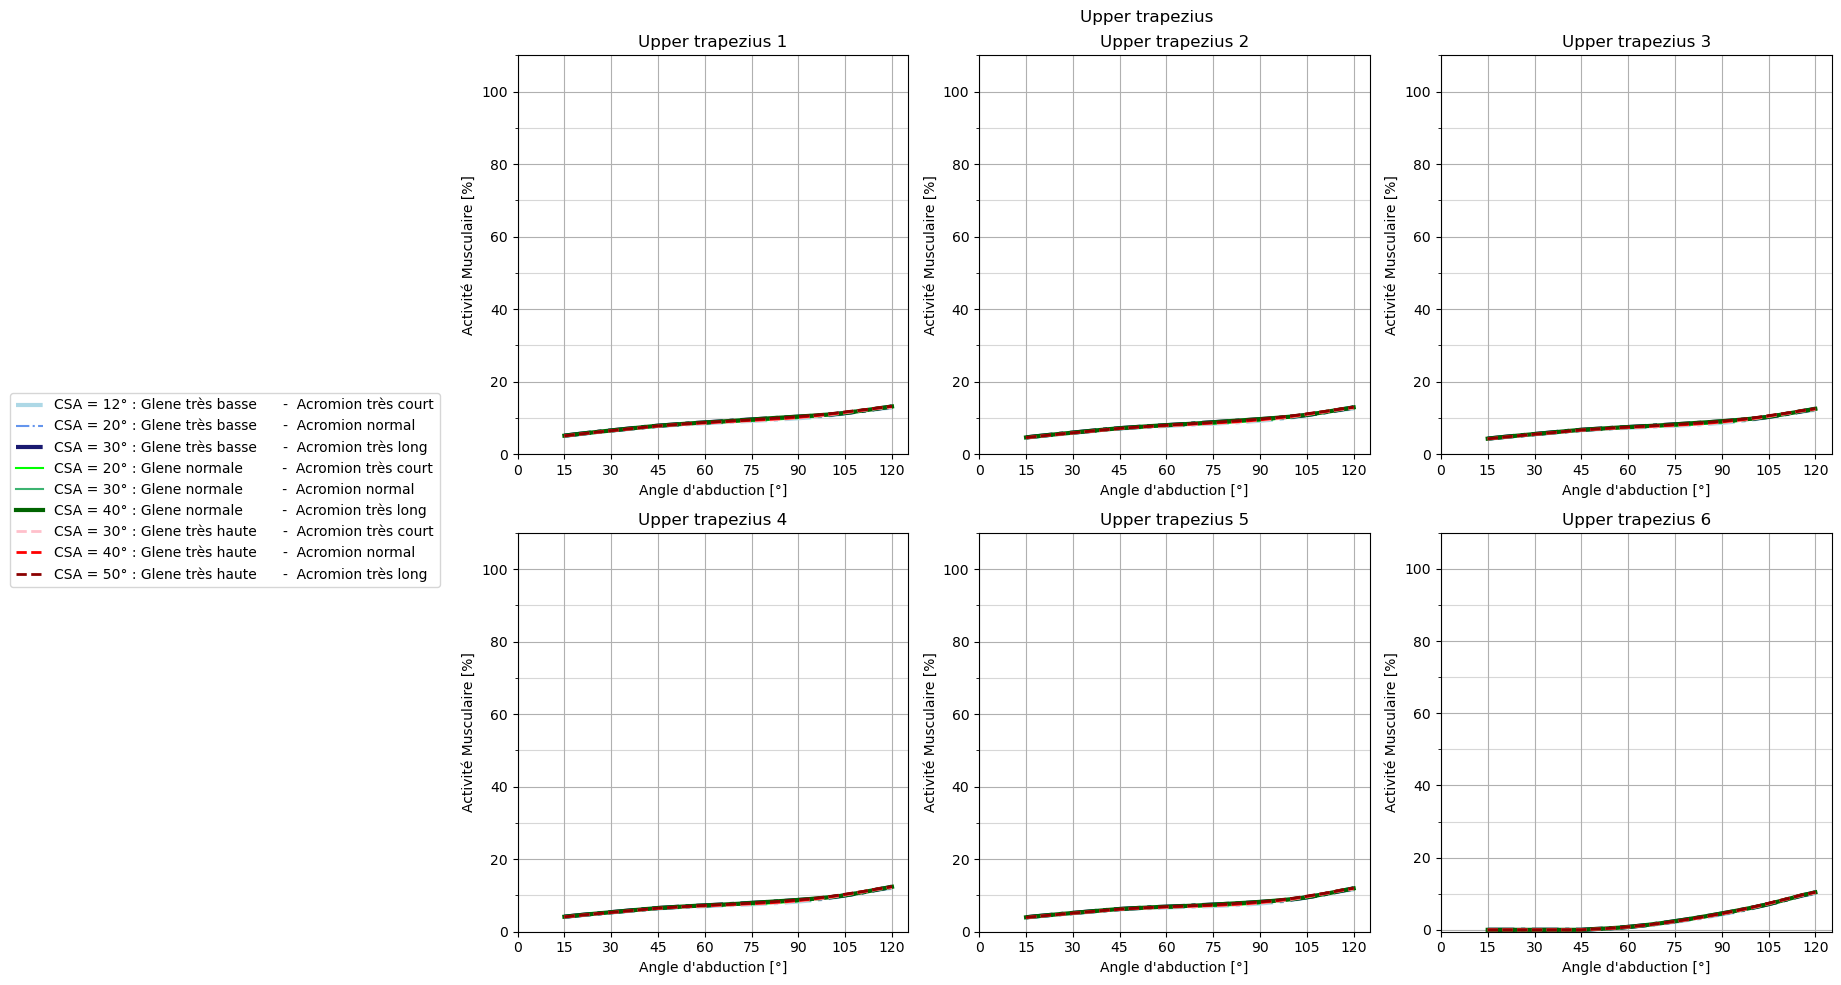 Upper trapezius
Upper trapezius 1
Upper trapezius 2
Upper trapezius 3
100
80
60
40
20
0
Activité Musculaire [%]
0 15 30 45 60 75 90 105 120
Angle d'abduction [°]
100
80
60
40
20
0
Activité Musculaire [%]
0 15 30 45 60 75 90 105 120
Angle d'abduction [°]
100
80
60
40
20
0
Activité Musculaire [%]
0 15 30 45 60 75 90 105 120
Angle d'abduction [°]
CSA = 12° : Glene très basse - Acromion très court
CSA = 20° : Glene très basse - Acromion normal
CSA = 30° : Glene très basse - Acromion très long
CSA = 20° : Glene normale - Acromion très court
CSA = 30° : Glene normale - Acromion normal
CSA = 40° : Glene normale - Acromion très long
CSA = 30° : Glene très haute - Acromion très court
CSA = 40° : Glene très haute - Acromion normal
CSA = 50° : Glene très haute - Acromion très long
Upper trapezius 4
Upper trapezius 5
Upper trapezius 6
100
80
60
40
20
0
Activité Musculaire [%]
0 15 30 45 60 75 90 105 120
Angle d'abduction [°]
100
80
60
40
20
0
Activité Musculaire [%]
0 15 30 45 60 75 90 105 120
Angle d'abduction [°]
100
80
60
40
20
0
Activité Musculaire [%]
0 15 30 45 60 75 90 105 120
Angle d'abduction [°]